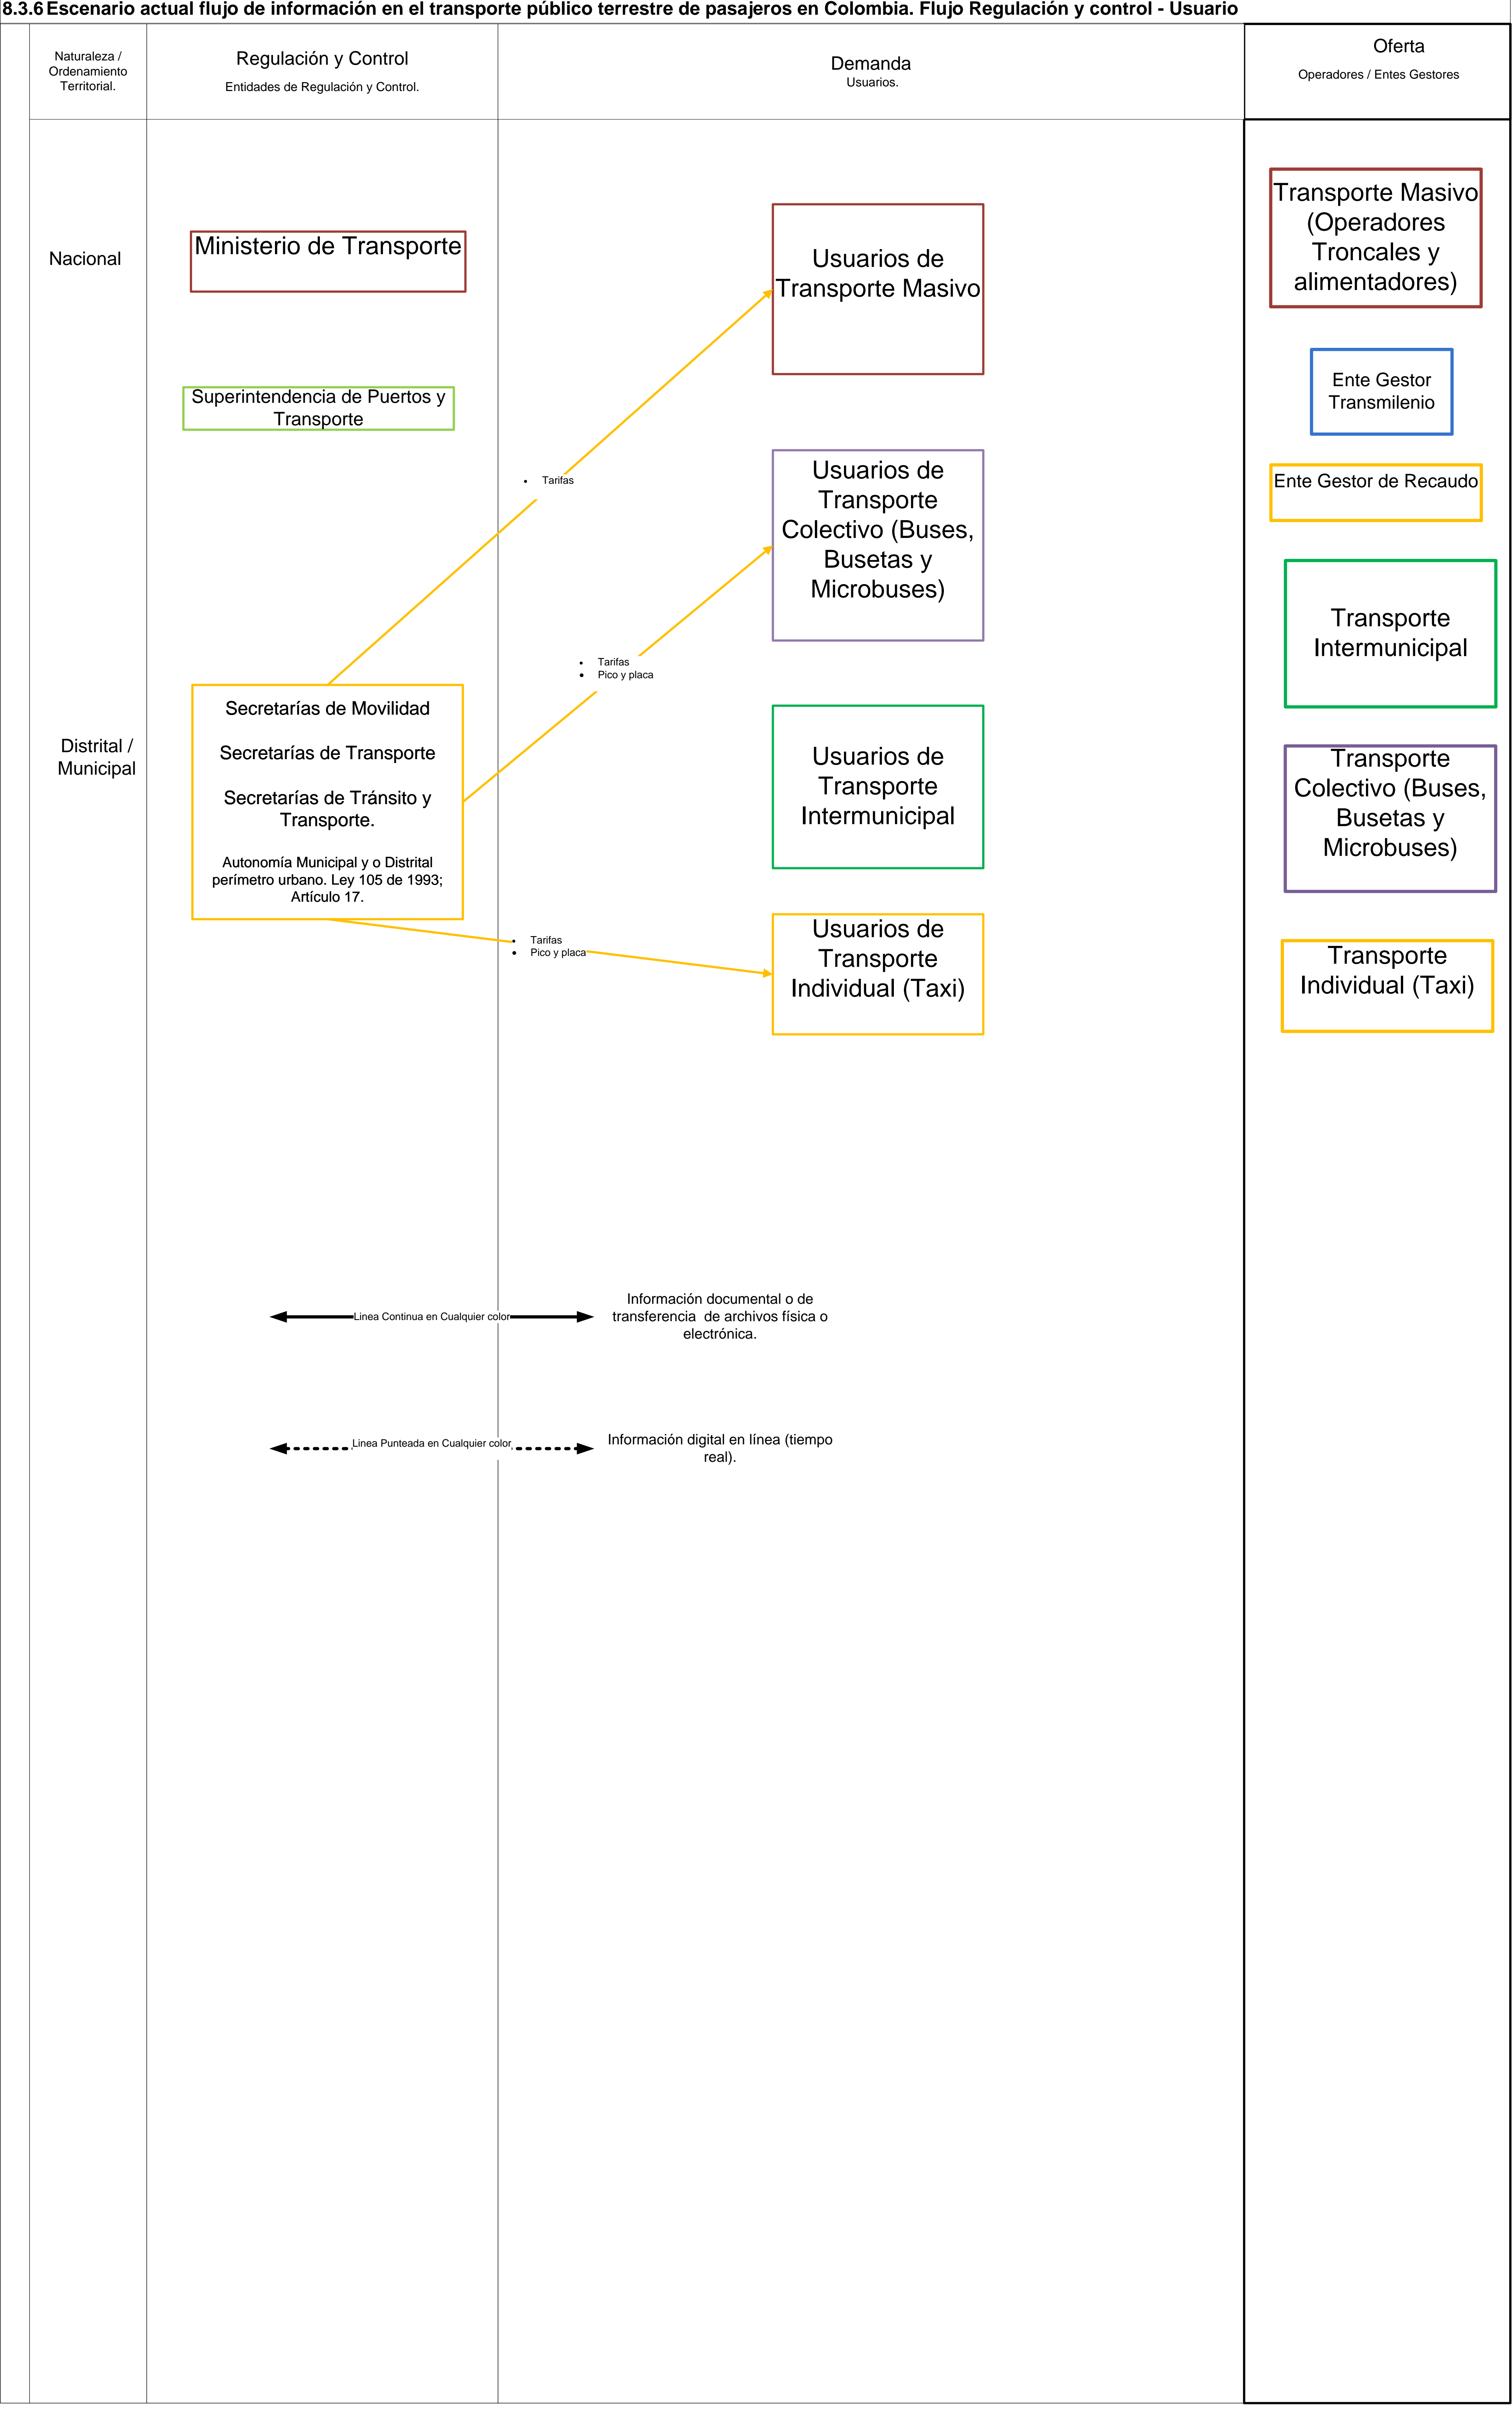 8.3.6 Escenario actual flujo de información en el transporte público terrestre de pasajeros en Colombia. Flujo Regulación y control - Usuario
Naturaleza /
Ordenamiento
Territorial.
Regulación y Control
Entidades de Regulación y Control.
Demanda
Usuarios.
Oferta
Operadores / Entes Gestores
Nacional
Ministerio de Transporte
Superintendencia de Puertos y
Transporte
Usuarios de
Transporte Masivo
Transporte Masivo
(Operadores
Troncales y
alimentadores)
Ente Gestor
Transmilenio
• Tarifas
Usuarios de
Transporte
Colectivo (Buses,
Busetas y
Microbuses)
Ente Gestor de Recaudo
Transporte
Intermunicipal
• Tarifas
• Pico y placa
Distrital /
Municipal
Secretarías de Movilidad
Secretarías de Transporte
Secretarías de Tránsito y
Transporte.
Autonomía Municipal y o Distrital
perímetro urbano. Ley 105 de 1993;
Artículo 17.
Usuarios de
Transporte
Intermunicipal
Transporte
Colectivo (Buses,
Busetas y
Microbuses)
• Tarifas
• Pico y placa
Usuarios de
Transporte
Individual (Taxi)
Transporte
Individual (Taxi)
Linea Continua en Cualquier color
Información documental o de
transferencia de archivos física o
electrónica.
Linea Punteada en Cualquier color
Información digital en línea (tiempo
real).